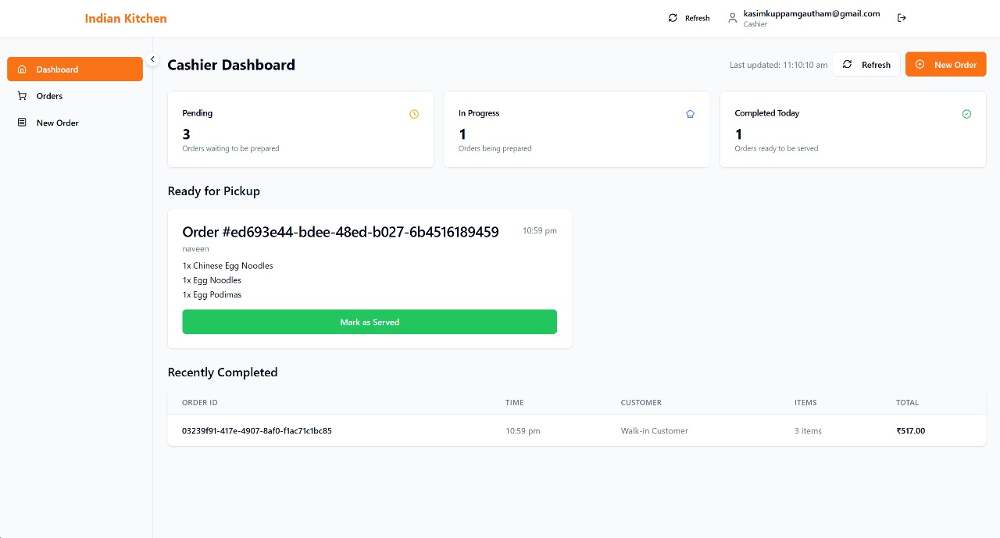 Indian Kitchen
Refresh
kasimkuppamgautham@gmail.com
Cashier
Dashboard
Orders
New Order
Cashier Dashboard
Last updated: 11:10:10 am
Refresh
New Order
Pending
3
Orders waiting to be prepared
In Progress
1
Orders being prepared
Completed Today
1
Orders ready to be served
Ready for Pickup
Order #ed693e44-bdee-48ed-b027-6b4516189459
10:59 pm
naveen
1x Chinese Egg Noodles
1x Egg Noodles
1x Egg Podimas
Mark as Served
Recently Completed
ORDER ID TIME CUSTOMER ITEMS TOTAL
03239f91-417e-4907-8af0-f1ac71c1bc85 10:59 pm Walk-in Customer 3 items ₹517.00